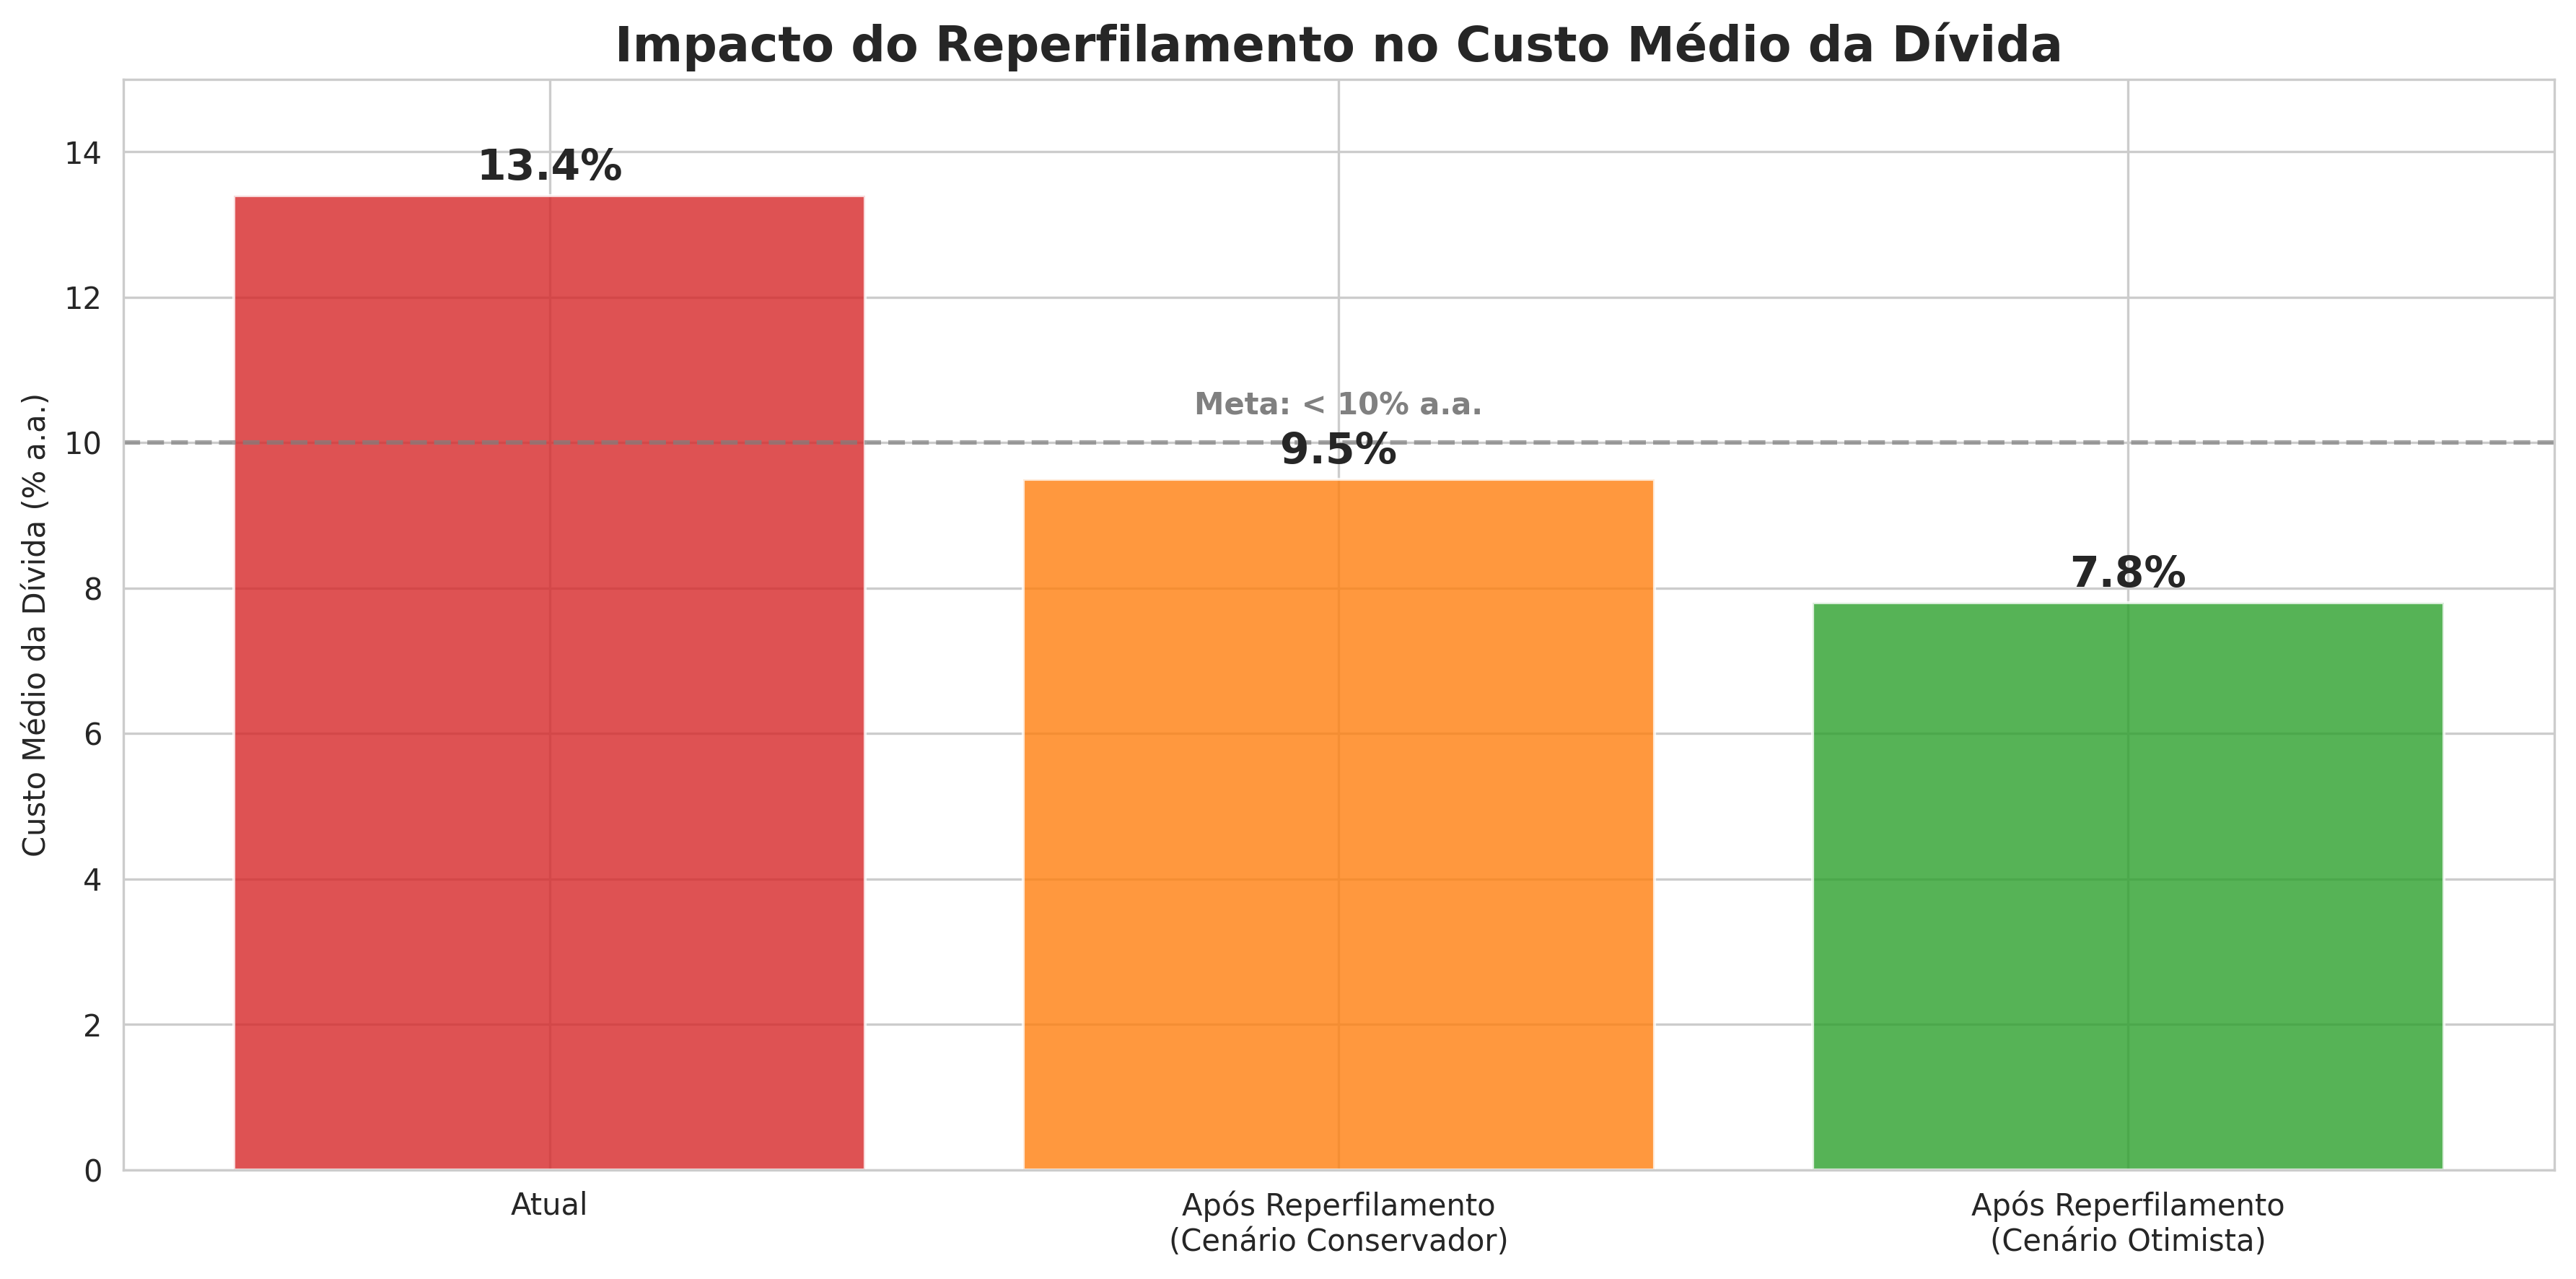 Impacto do Reperfilamento no Custo Médio da Dívida
Custo Médio da Dívida (% a.a.)
14
12
10
8
6
4
2
0
13.4%
Meta: < 10% a.a.
9.5%
7.8%
Atual
Após Reperfilamento
(Cenário Conservador)
Após Reperfilamento
(Cenário Otimista)